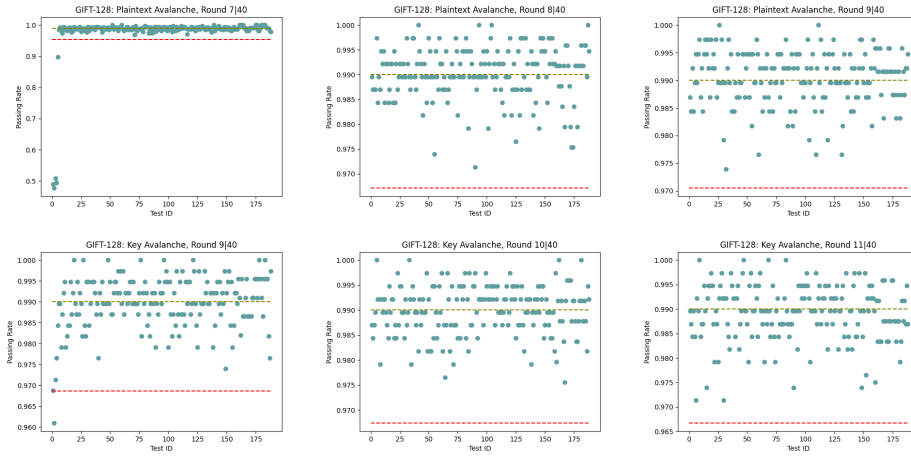 GIFT-128: Plaintext Avalanche, Round 7|40
Passing Rate
1.0
0.9
0.8
0.7
0.6
0.5
0 25 50 75 100 125 150 175
Test ID
GIFT-128: Plaintext Avalanche, Round 8|40
Passing Rate
1.000
0.995
0.990
0.985
0.980
0.975
0.970
0 25 50 75 100 125 150 175
Test ID
GIFT-128: Plaintext Avalanche, Round 9|40
Passing Rate
1.000
0.995
0.990
0.985
0.980
0.975
0.970
0 25 50 75 100 125 150 175
Test ID
GIFT-128: Key Avalanche, Round 9|40
Passing Rate
1.000
0.995
0.990
0.985
0.980
0.975
0.970
0.965
0.960
0 25 50 75 100 125 150 175
Test ID
GIFT-128: Key Avalanche, Round 10|40
Passing Rate
1.000
0.995
0.990
0.985
0.980
0.975
0.970
0 25 50 75 100 125 150 175
Test ID
GIFT-128: Key Avalanche, Round 11|40
Passing Rate
1.000
0.995
0.990
0.985
0.980
0.975
0.970
0.965
0 25 50 75 100 125 150 175
Test ID